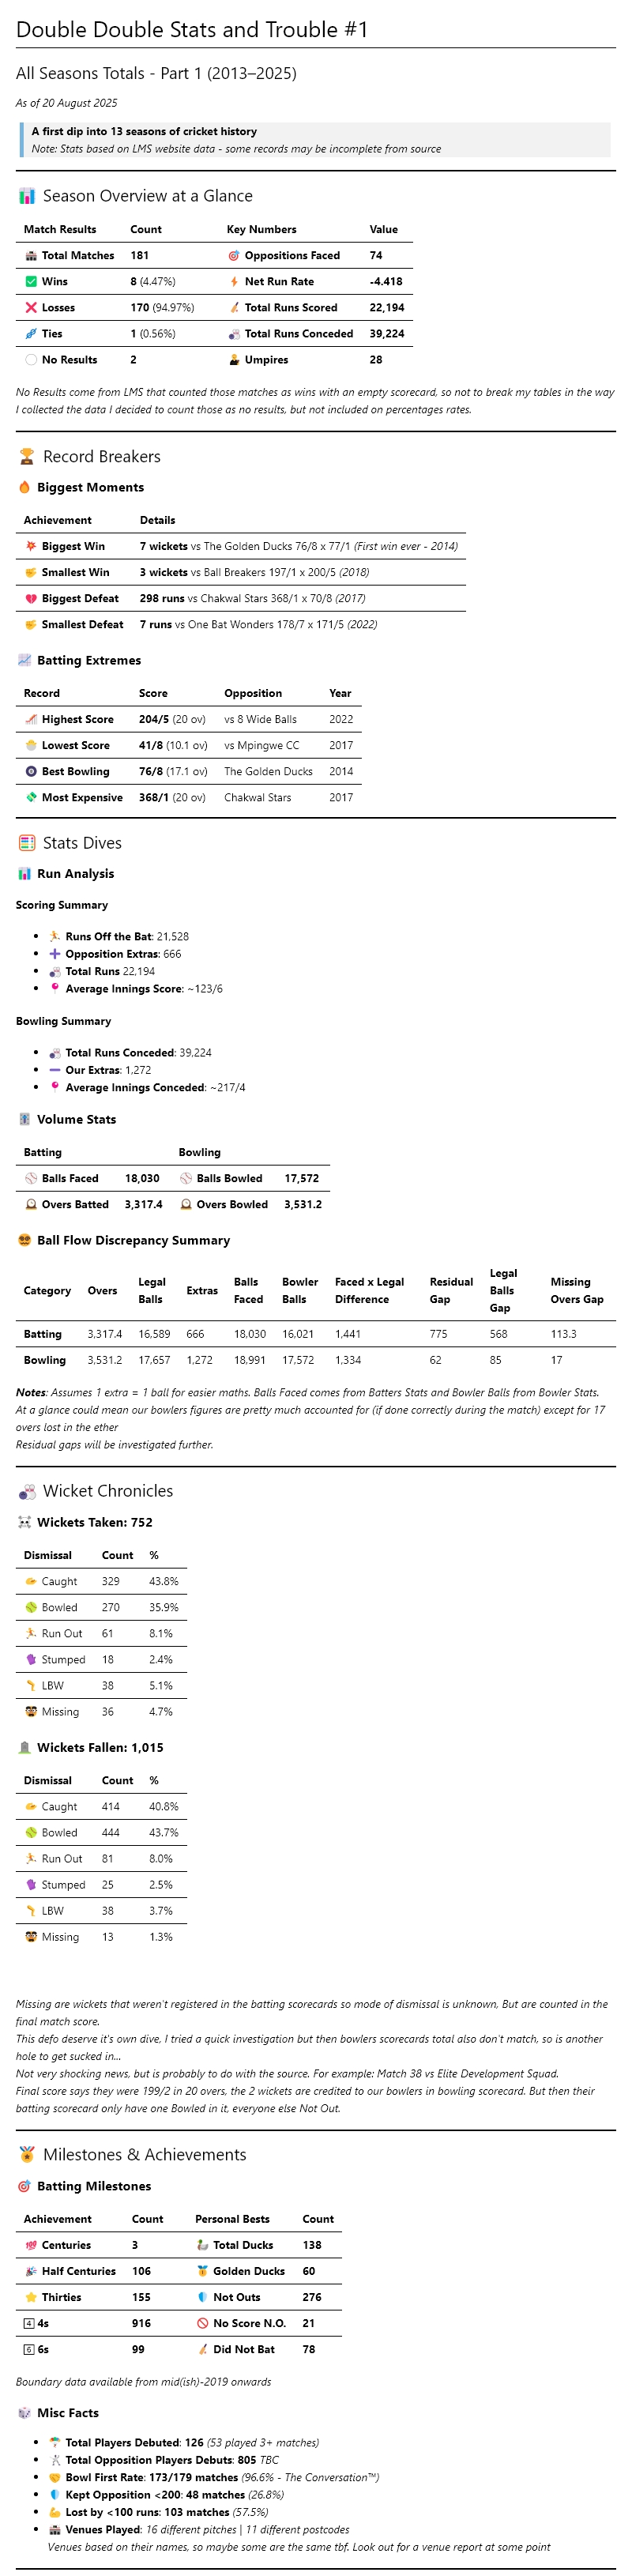 Double Double Stats and Trouble #1
All Seasons Totals - Part 1 (2013–2025)
As of 20 August 2025
A first dip into 13 seasons of cricket history
Note: Stats based on LMS website data - some records may be incomplete from source
Season Overview at a Glance
Match Results Count Key Numbers Value
Total Matches 181 Oppositions Faced 74
Wins 8 (4.47%) Net Run Rate -4.418
Losses 170 (94.97%) Total Runs Scored 22,194
Ties 1 (0.56%) Total Runs Conceded 39,224
No Results 2 Umpires 28
No Results come from LMS that counted those matches as wins with an empty scorecard, so not to break my tables in the way
I collected the data I decided to count those as no results, but not included on percentages rates.
Record Breakers
Biggest Moments
Achievement Details
Biggest Win 7 wickets vs The Golden Ducks 76/8 x 77/1 (First win ever - 2014)
Smallest Win 3 wickets vs Ball Breakers 197/1 x 200/5 (2018)
Biggest Defeat 298 runs vs Chakwal Stars 368/1 x 70/8 (2017)
Smallest Defeat 7 runs vs One Bat Wonders 178/7 x 171/5 (2022)
Batting Extremes
Record Score Opposition Year
Highest Score 204/5 (20 ov) vs 8 Wide Balls 2022
Lowest Score 41/8 (10.1 ov) vs Mpingwe CC 2017
Best Bowling 76/8 (17.1 ov) The Golden Ducks 2014
Most Expensive 368/1 (20 ov) Chakwal Stars 2017
Stats Dives
Run Analysis
Scoring Summary
Runs Off the Bat: 21,528
Opposition Extras: 666
Total Runs 22,194
Average Innings Score: ~123/6
Bowling Summary
Total Runs Conceded: 39,224
Our Extras: 1,272
Average Innings Conceded: ~217/4
Volume Stats
Batting Bowling
Balls Faced 18,030 Balls Bowled 17,572
Overs Batted 3,317.4 Overs Bowled 3,531.2
Ball Flow Discrepancy Summary
Category Overs Legal Balls Extras Balls Faced Bowler Balls Faced x Legal Difference Residual Gap Legal Balls Gap Missing Overs Gap
Batting 3,317.4 16,589 666 18,030 16,021 1,441 775 568 113.3
Bowling 3,531.2 17,657 1,272 18,991 17,572 1,334 62 85 17
Notes: Assumes 1 extra = 1 ball for easier maths. Balls Faced comes from Batters Stats and Bowler Balls from Bowler Stats.
At a glance could mean our bowlers figures are pretty much accounted for (if done correctly during the match) except for 17
overs lost in the ether
Residual gaps will be investigated further.
Wicket Chronicles
Wickets Taken: 752
Dismissal Count %
Caught 329 43.8%
Bowled 270 35.9%
Run Out 61 8.1%
Stumped 18 2.4%
LBW 38 5.1%
Missing 36 4.7%
Wickets Fallen: 1,015
Dismissal Count %
Caught 414 40.8%
Bowled 444 43.7%
Run Out 81 8.0%
Stumped 25 2.5%
LBW 38 3.7%
Missing 13 1.3%
Missing are wickets that weren't registered in the batting scorecards so mode of dismissal is unknown, But are counted in the
final match score.
This defo deserve it's own dive, I tried a quick investigation but then bowlers scorecards total also don't match, so is another
hole to get sucked in...
Not very shocking news, but is probably to do with the source. For example: Match 38 vs Elite Development Squad.
Final score says they were 199/2 in 20 overs, the 2 wickets are credited to our bowlers in bowling scorecard. But then their
batting scorecard only have one Bowled in it, everyone else Not Out.
Milestones & Achievements
Batting Milestones
Achievement Count Personal Bests Count
Centuries 3 Total Ducks 138
Half Centuries 106 Golden Ducks 60
Thirties 155 Not Outs 276
4 4s 916 No Score N.O. 21
6 6s 99 Did Not Bat 78
Boundary data available from mid(ish)-2019 onwards
Misc Facts
Total Players Debuted: 126 (53 played 3+ matches)
Total Opposition Players Debuts: 805 TBC
Bowl First Rate: 173/179 matches (96.6% - The Conversation™)
Kept Opposition <200: 48 matches (26.8%)
Lost by <100 runs: 103 matches (57.5%)
Venues Played: 16 different pitches | 11 different postcodes
Venues based on their names, so maybe some are the same tbf. Look out for a venue report at some point